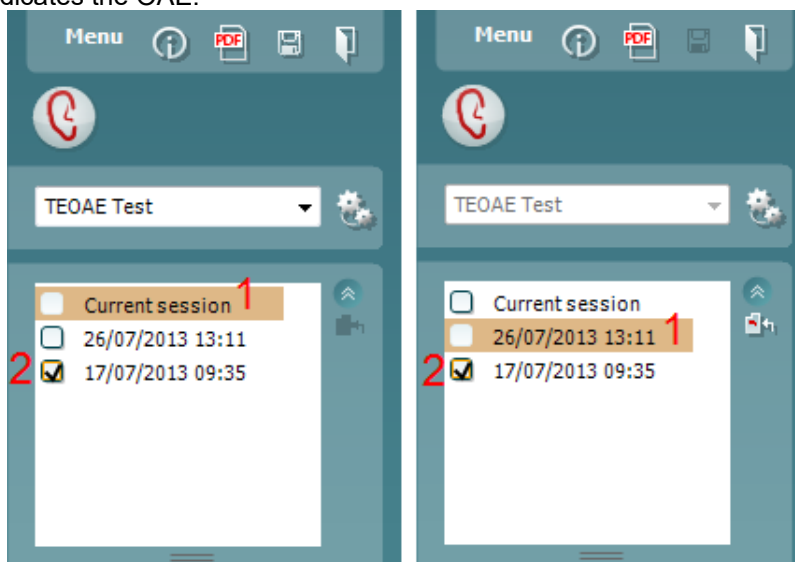 dicates the OAE.
Menu PDF
TEOAE Test
Current session 1
26/07/2013 13:11
2 17/07/2013 09:35
Menu PDF
TEOAE Test
Current session
26/07/2013 13:11 1
2 17/07/2013 09:35